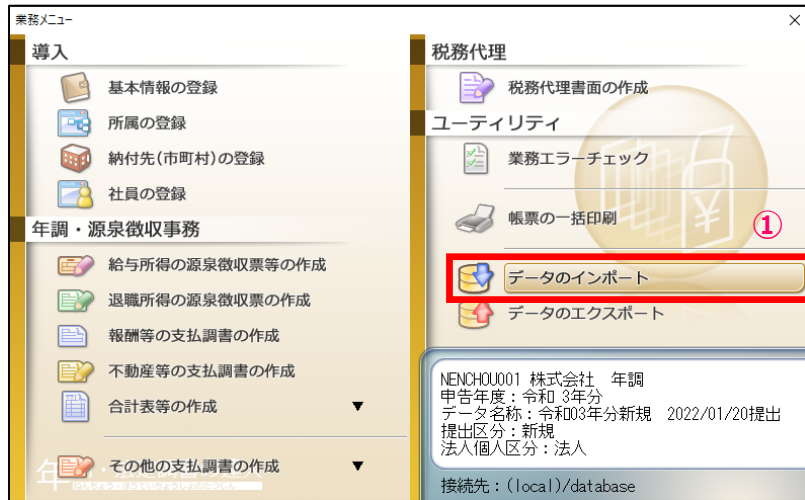 業務メニュー
導入
基本情報の登録
所属の登録
納付先(市町村)の登録
社員の登録
年調・源泉徴収事務
給与所得の源泉徴収票等の作成
退職所得の源泉徴収票の作成
報酬等の支払調書の作成
不動産等の支払調書の作成
合計表等の作成 ▼
その他の支払調書の作成 ▼
税務代理
税務代理書面の作成
ユーティリティ
業務エラーチェック
帳票の一括印刷
①
データのインポート
データのエクスポート
NENCHOU001 株式会社 年調
申告年度:令和 3年分
データ名称:令和03年分新規 2022/01/20提出
提出区分:新規
法人個人区分:法人
接続先:(local)/database